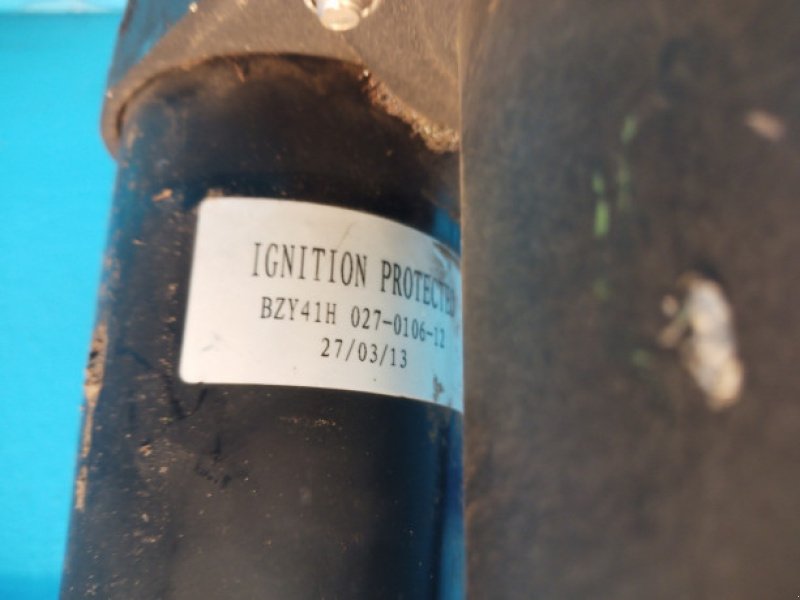 IGNITION PROTECTED
BZY41H 027-0106-12
27/03/13